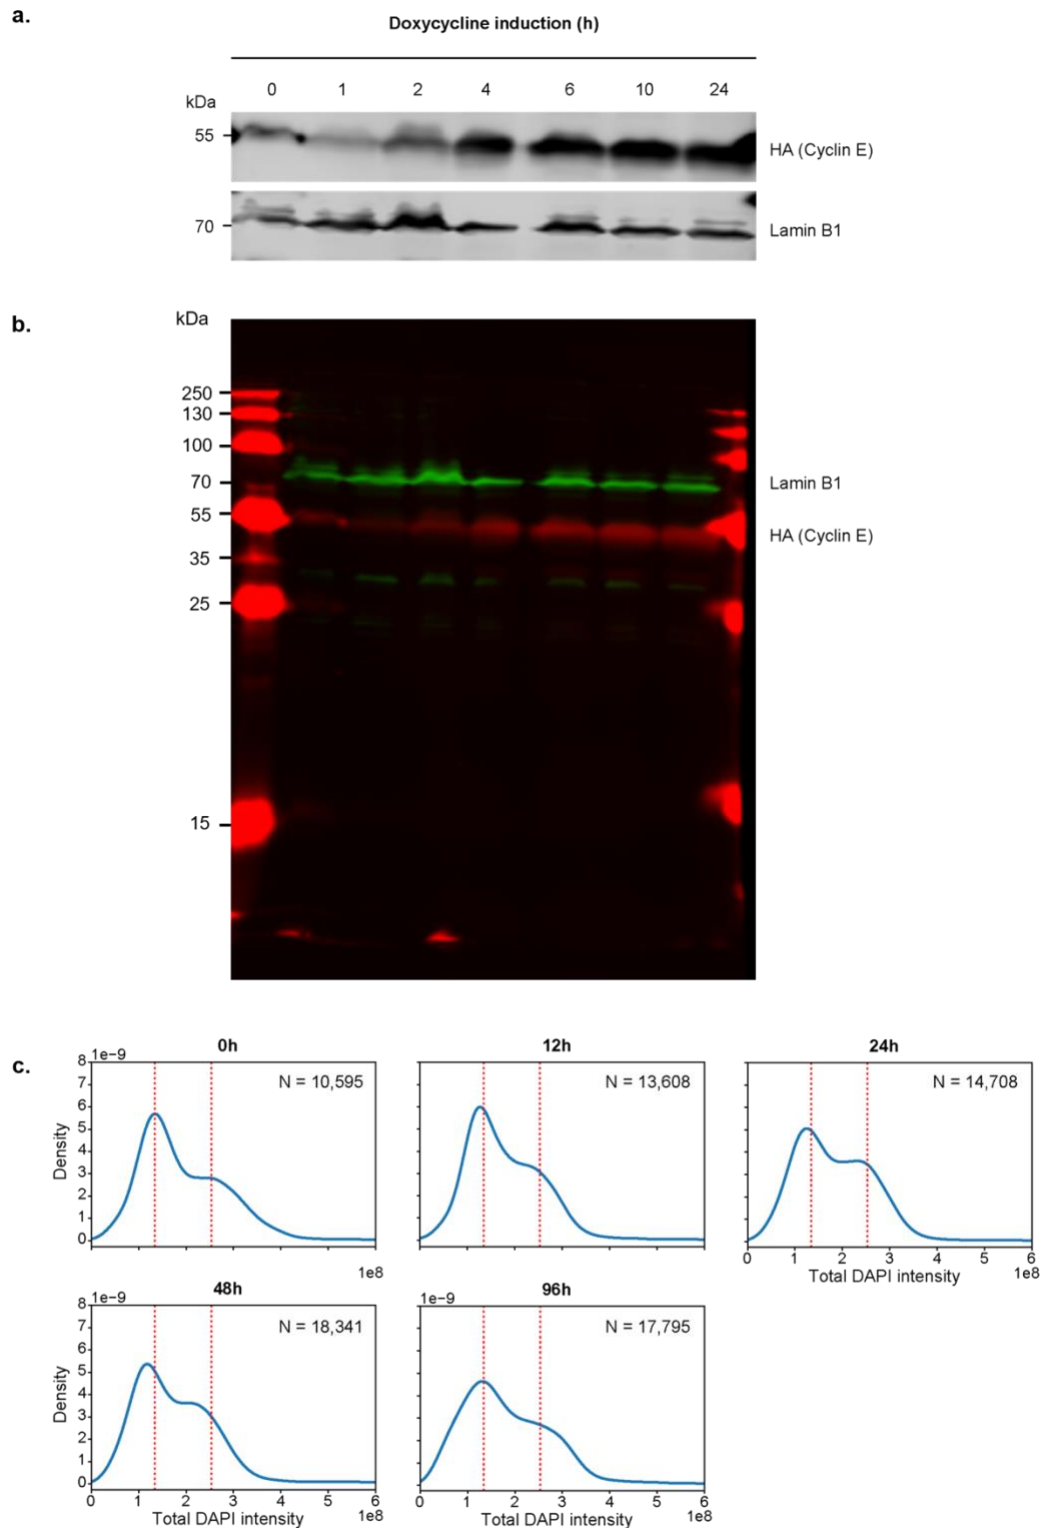 a.
Doxycycline induction (h)
0 1 2 4 6 10 24
kDa
55
HA (Cyclin E)
70
Lamin B1
b.
kDa
250
130
100
70
Lamin B1
55
HA (Cyclin E)
35
25
15
c.
0h
12h
24h
8 1e−9
N = 10,595
N = 13,608
N = 14,708
7
6
5
Density
4
3
2
1
0
0 1 2 3 4 5 6
Total DAPI intensity
1e8
1e8
48h
96h
8 1e−9
1e−9
N = 18,341
N = 17,795
7
6
5
Density
4
3
2
1
0
0 1 2 3 4 5 6
0 1 2 3 4 5 6
Total DAPI intensity
1e8
Total DAPI intensity
1e8